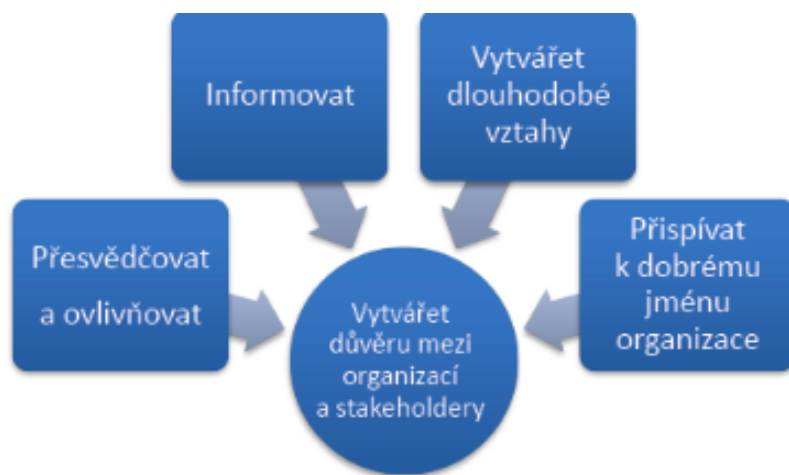 Informovat
Vytvářet
dlouhodobé
vztahy
Přesvědčovat
a ovlivňovat
Přispívat
k dobrému
jménu
organizace
Vytvářet
důvěru mezi
organizací
a stakeholdery